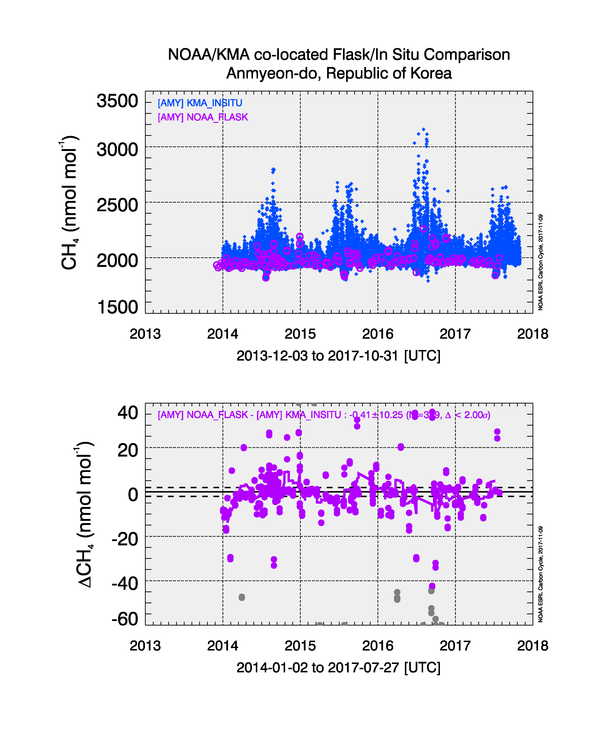 NOAA/KMA co-located Flask/In Situ Comparison
Anmyeon-do, Republic of Korea
3500
[AMY] KMA_INSITU
[AMY] NOAA_FLASK
3000
2500
2000
1500
CH₄ (nmol mol⁻¹)
NOAA ESRL Carbon Cycle, 2017-11-09
2013 2014 2015 2016 2017 2018
2013-12-03 to 2017-10-31 [UTC]
40
[AMY] NOAA_FLASK - [AMY] KMA_INSITU : -0.41±10.25 Δ < 2.00σ)
20
0
-20
-40
-60
ΔCH₄ (nmol mol⁻¹)
NOAA ESRL Carbon Cycle, 2017-11-09
2013 2014 2015 2016 2017 2018
2014-01-02 to 2017-07-27 [UTC]